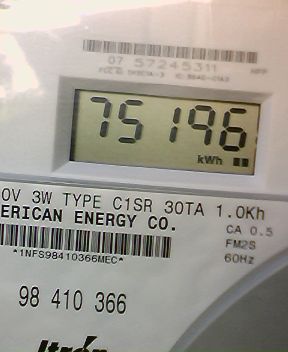 07 57245311
75196
kWh
0V 3W TYPE C1SR 30TA 1.0Kh
ERICAN ENERGY CO. CA 0.5
FM2S
*1NFS98410366MEC* 60Hz
98 410 366
Itrón